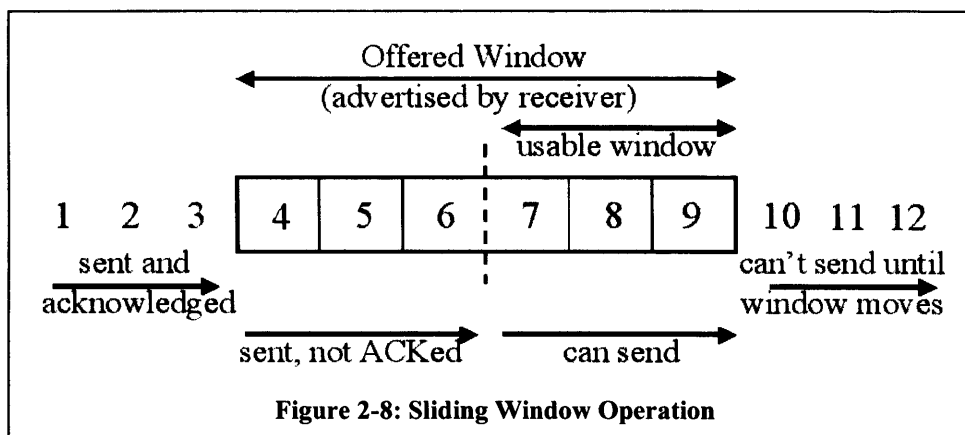 Offered Window
(advertised by receiver)
usable window
1 2 3 4 5 6 7 8 9 10 11 12
sent and
acknowledged
can't send until
window moves
sent, not ACKed
can send
Figure 2-8: Sliding Window Operation